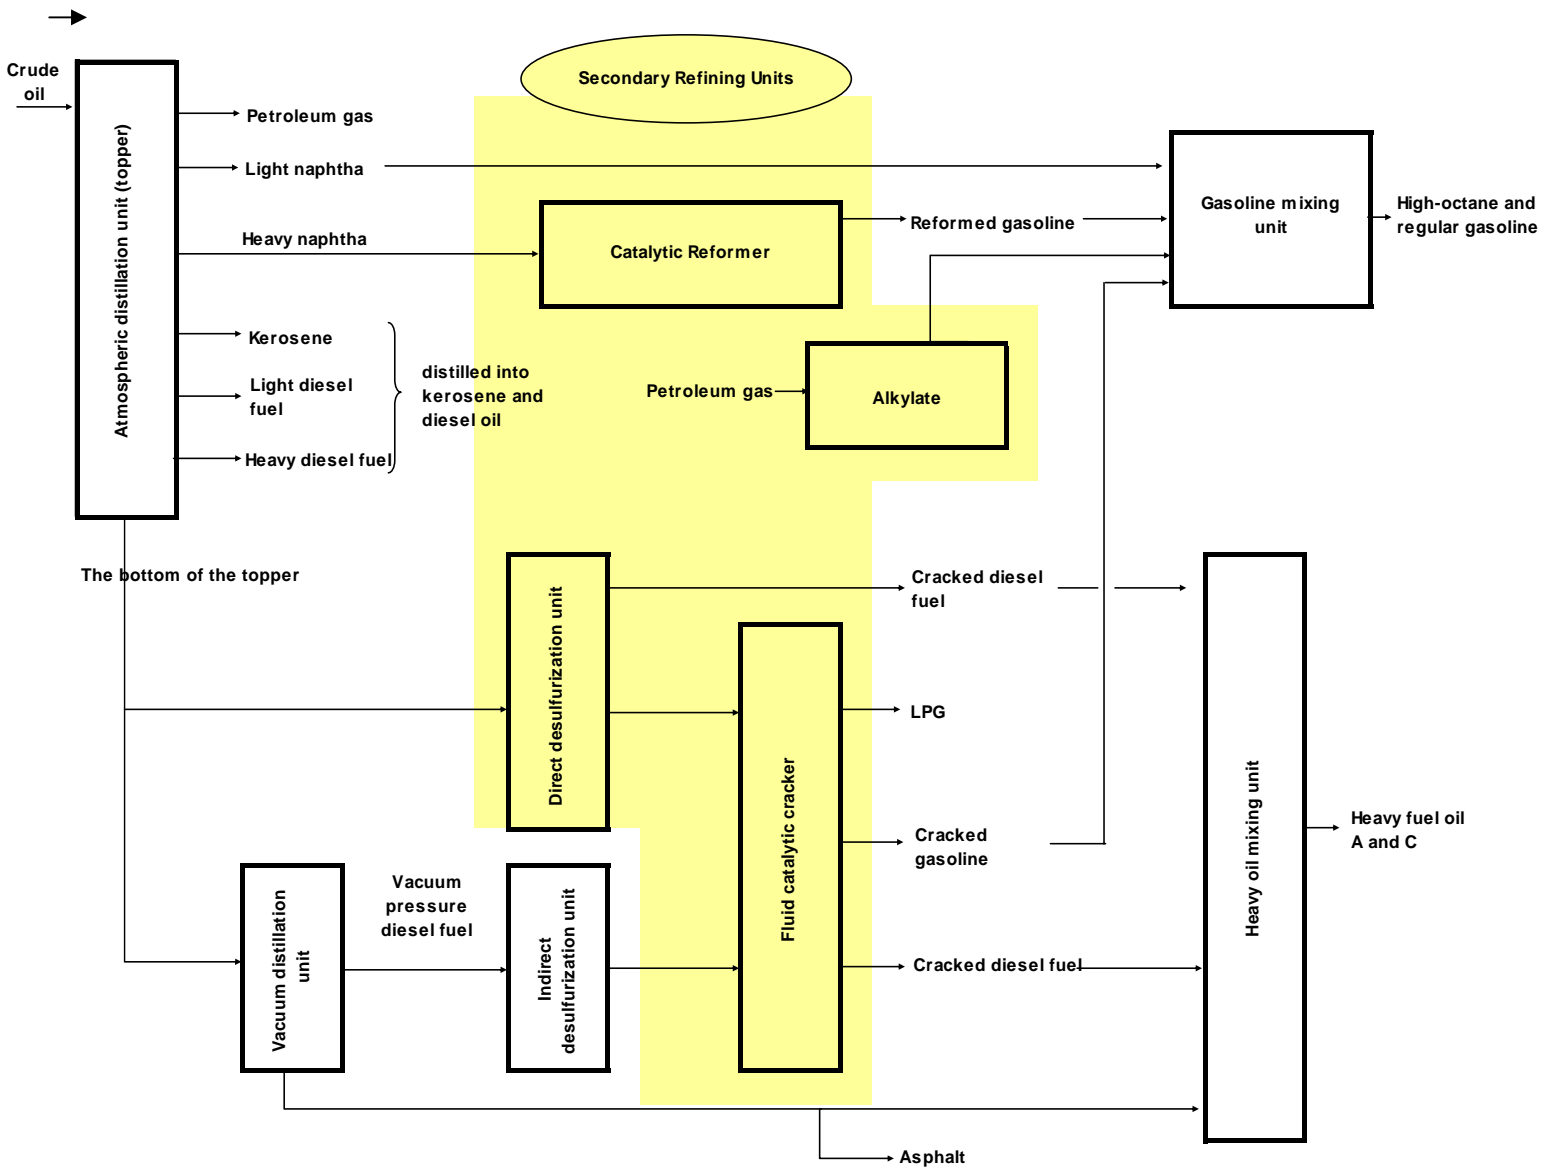 Secondary Refining Units
Crude
oil
Atmospheric distillation unit (topper)
Petroleum gas
Light naphtha
Heavy naphtha
Kerosene
Light diesel
fuel
Heavy diesel fuel
distilled into
kerosene and
diesel oil
Catalytic Reformer
Reformed gasoline
Gasoline mixing
unit
High-octane and
regular gasoline
Petroleum gas
Alkylate
The bottom of the topper
Direct desulfurization unit
Cracked diesel
fuel
LPG
Fluid catalytic cracker
Cracked
gasoline
Heavy oil mixing unit
Heavy fuel oil
A and C
Vacuum distillation
unit
Vacuum
pressure
diesel fuel
Indirect
desulfurization unit
Cracked diesel fuel
Asphalt